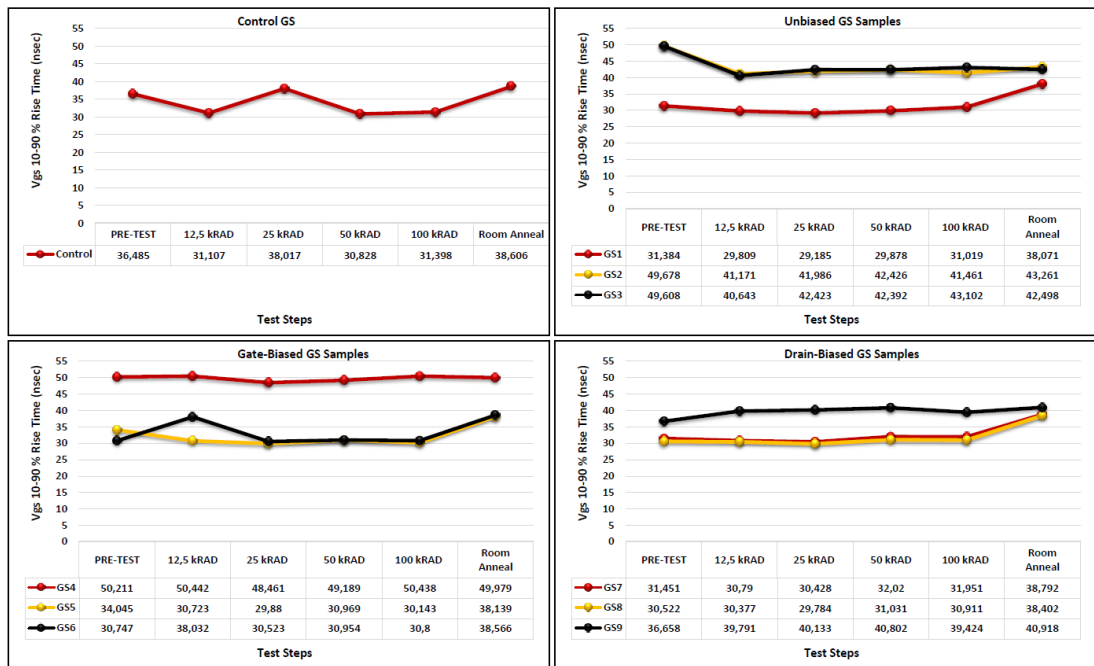 Control GS
Vgs 10-90 % Rise Time (nsec)
55
50
45
40
35
30
25
20
15
10
5
0
PRE-TEST 12,5 kRAD 25 kRAD 50 kRAD 100 kRAD Room Anneal
Control 36,485 31,107 38,017 30,828 31,398 38,606
Test Steps
Unbiased GS Samples
Vgs 10-90 % Rise Time (nsec)
55
50
45
40
35
30
25
20
15
10
5
0
PRE-TEST 12,5 kRAD 25 kRAD 50 kRAD 100 kRAD Room
Anneal
GS1 31,384 29,809 29,185 29,878 31,019 38,071
GS2 49,678 41,171 41,986 42,426 41,461 43,261
GS3 49,608 40,643 42,423 42,392 43,102 42,498
Test Steps
Gate-Biased GS Samples
Vgs 10-90 % Rise Time (nsec)
55
50
45
40
35
30
25
20
15
10
5
0
PRE-TEST 12,5 kRAD 25 kRAD 50 kRAD 100 kRAD Room
Anneal
GS4 50,211 50,442 48,461 49,189 50,438 49,979
GS5 34,045 30,723 29,88 30,969 30,143 38,139
GS6 30,747 38,032 30,523 30,954 30,8 38,566
Test Steps
Drain-Biased GS Samples
Vgs 10-90 % Rise Time (nsec)
55
50
45
40
35
30
25
20
15
10
5
0
PRE-TEST 12,5 kRAD 25 kRAD 50 kRAD 100 kRAD Room
Anneal
GS7 31,451 30,79 30,428 32,02 31,951 38,792
GS8 30,522 30,377 29,784 31,031 30,911 38,402
GS9 36,658 39,791 40,133 40,802 39,424 40,918
Test Steps